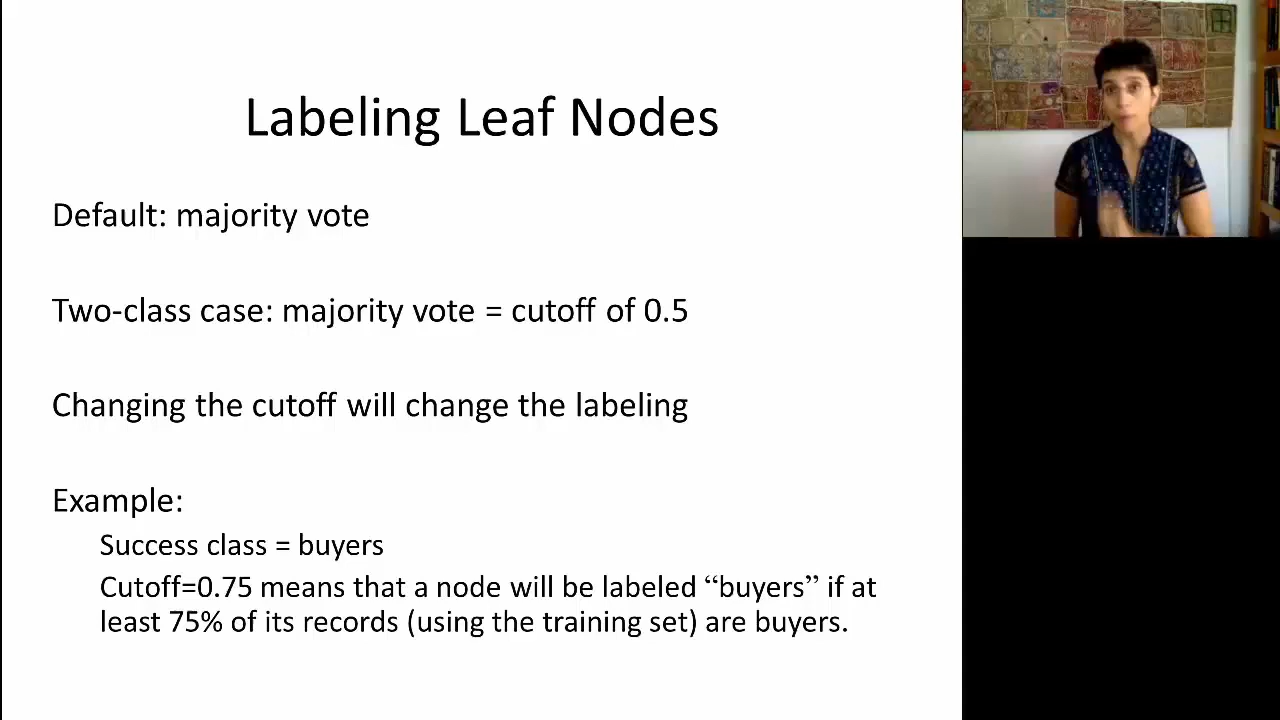 Labeling Leaf Nodes
Default: majority vote
Two-class case: majority vote = cutoff of 0.5
Changing the cutoff will change the labeling
Example:
Success class = buyers
Cutoff=0.75 means that a node will be labeled “buyers” if at
least 75% of its records (using the training set) are buyers.